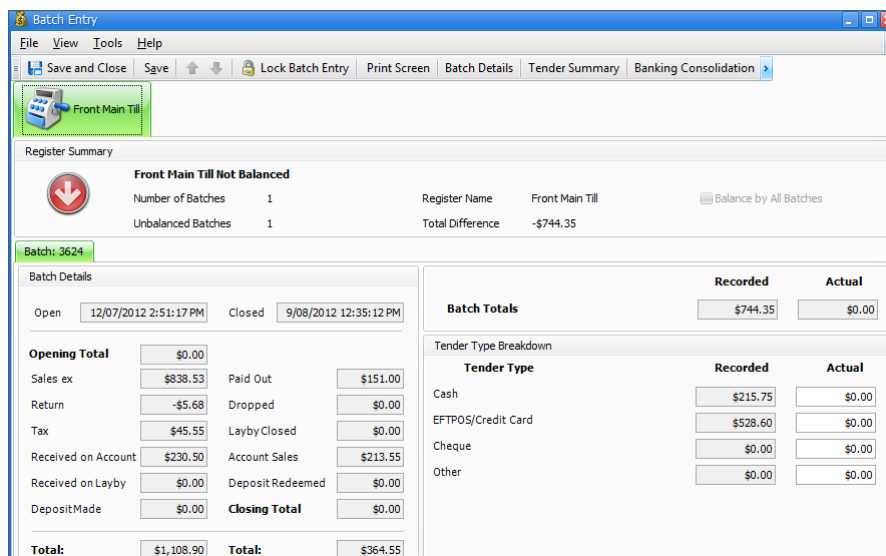 Batch Entry
File View Tools Help
Save and Close Save Lock Batch Entry Print Screen Batch Details Tender Summary Banking Consolidation
Front Main Till
Register Summary
Front Main Till Not Balanced
Number of Batches 1 Register Name Front Main Till Balance by All Batches
Unbalanced Batches 1 Total Difference -$744.35
Batch: 3624
Batch Details
Open 12/07/2012 2:51:17 PM Closed 9/08/2012 12:35:12 PM
Opening Total $0.00
Sales ex $838.53 Paid Out $151.00
Return -$5.68 Dropped $0.00
Tax $45.55 Layby Closed $0.00
Received on Account $230.50 Account Sales $213.55
Received on Layby $0.00 Deposit Redeemed $0.00
Deposit Made $0.00 Closing Total $0.00
Total: $1,108.90 Total: $364.55
Recorded Actual
Batch Totals $744.35 $0.00
Tender Type Breakdown
Tender Type Recorded Actual
Cash $215.75 $0.00
EFTPOS/Credit Card $528.60 $0.00
Cheque $0.00 $0.00
Other $0.00 $0.00